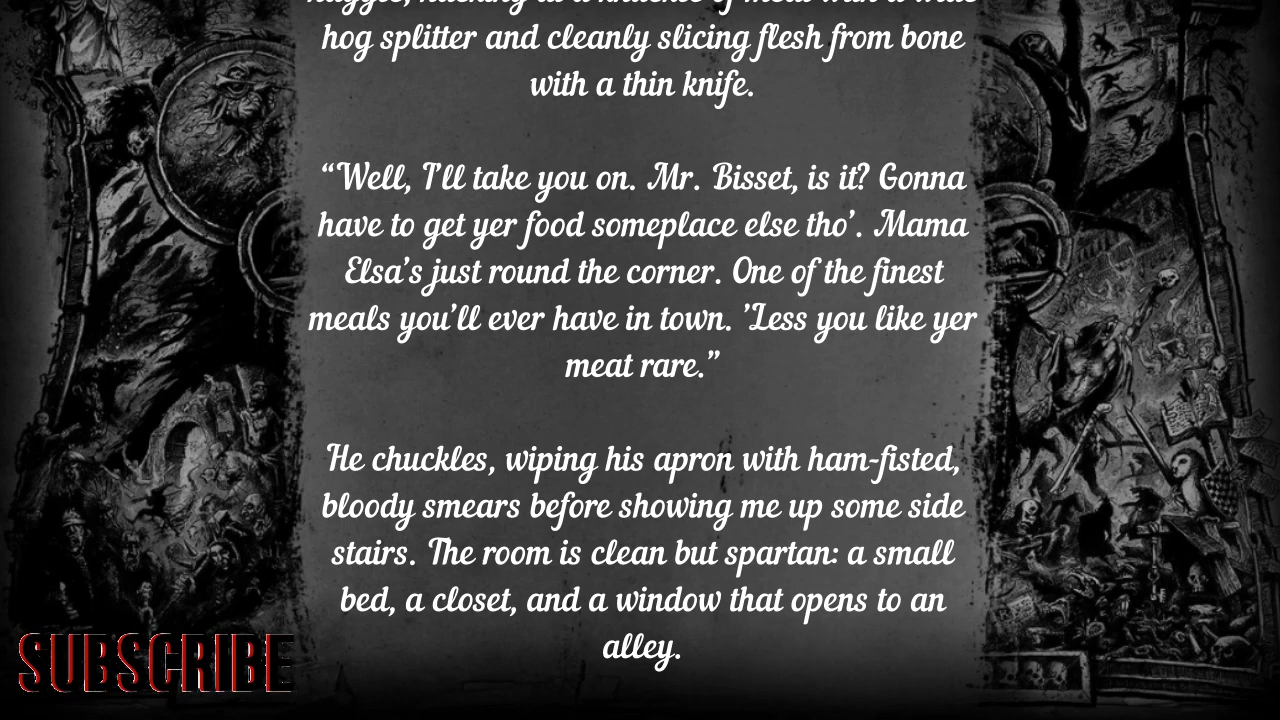 hog splitter and cleanly slicing flesh from bone
with a thin knife.
“Well, I’ll take you on. Mr. Bisset, is it? Gonna
have to get yer food someplace else tho’. Mama
Elsa’s just round the corner. One of the finest
meals you’ll ever have in town. ’Less you like yer
meat rare.”
He chuckles, wiping his apron with ham-fisted,
bloody smears before showing me up some side
stairs. The room is clean but spartan: a small
bed, a closet, and a window that opens to an
alley.
SUBSCRIBE